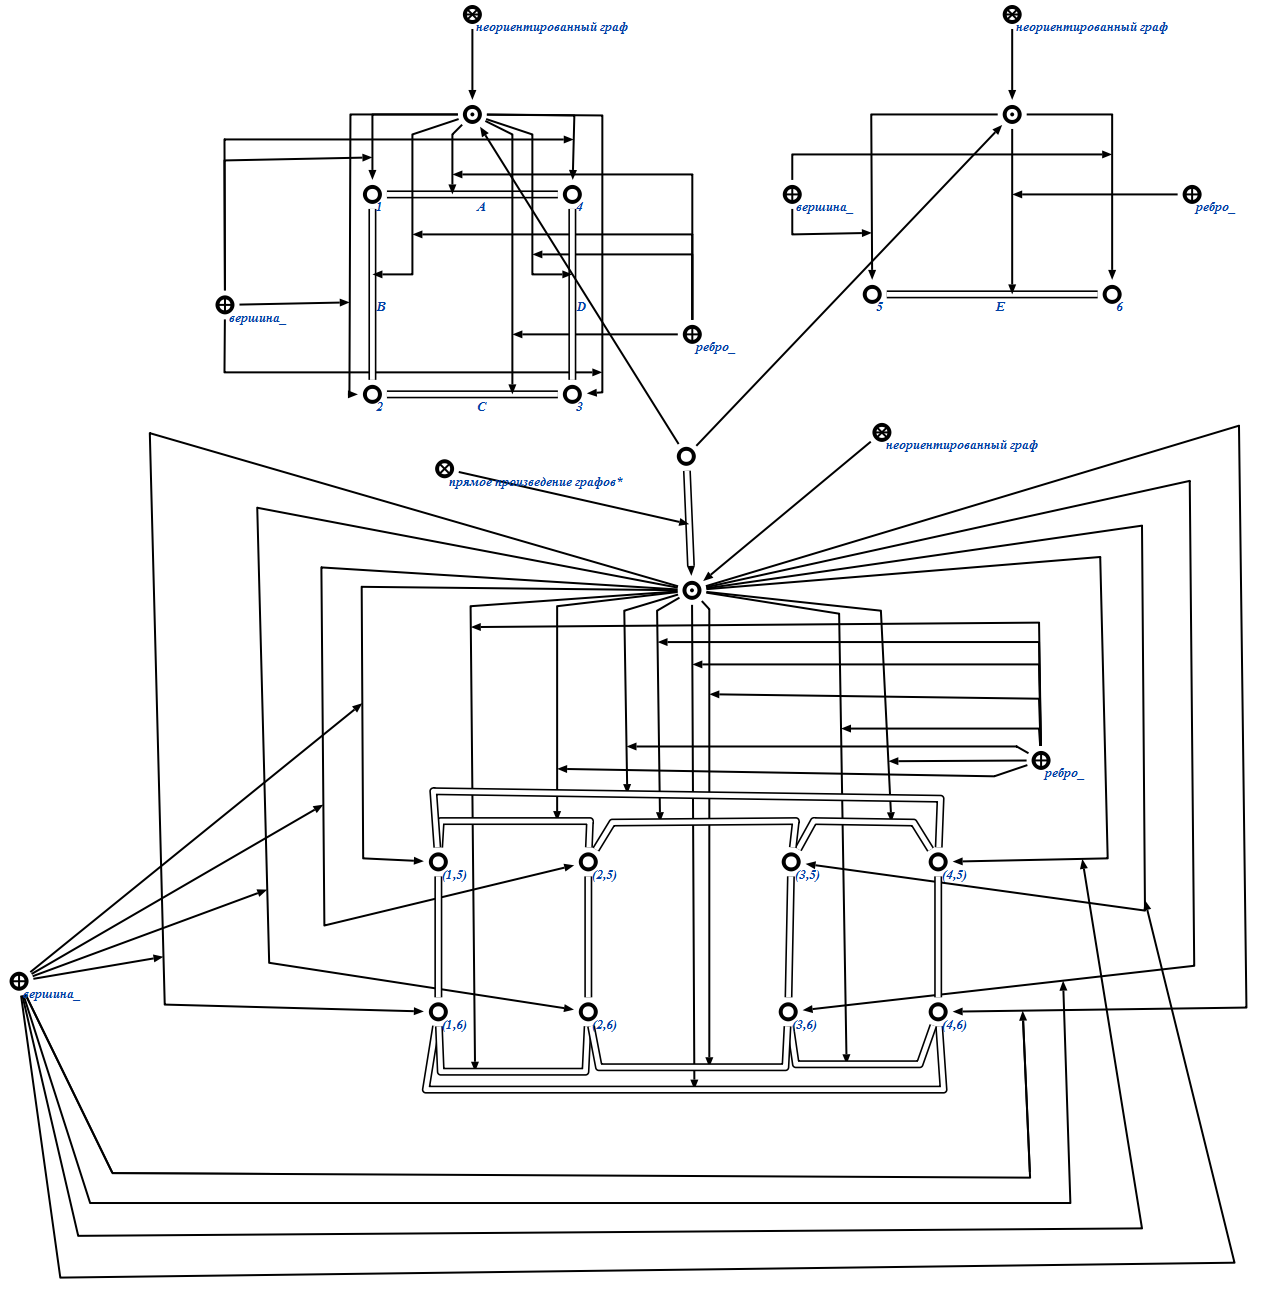 неориентированный граф
неориентированный граф
1
A
4
вершина_
ребро_
B
D
5
E
6
вершина_
ребро_
2
C
3
неориентированный граф
прямое произведение графов*
ребро_
(1,5)
(2,5)
(3,5)
(4,5)
вершина_
(1,6)
(2,6)
(3,6)
(4,6)